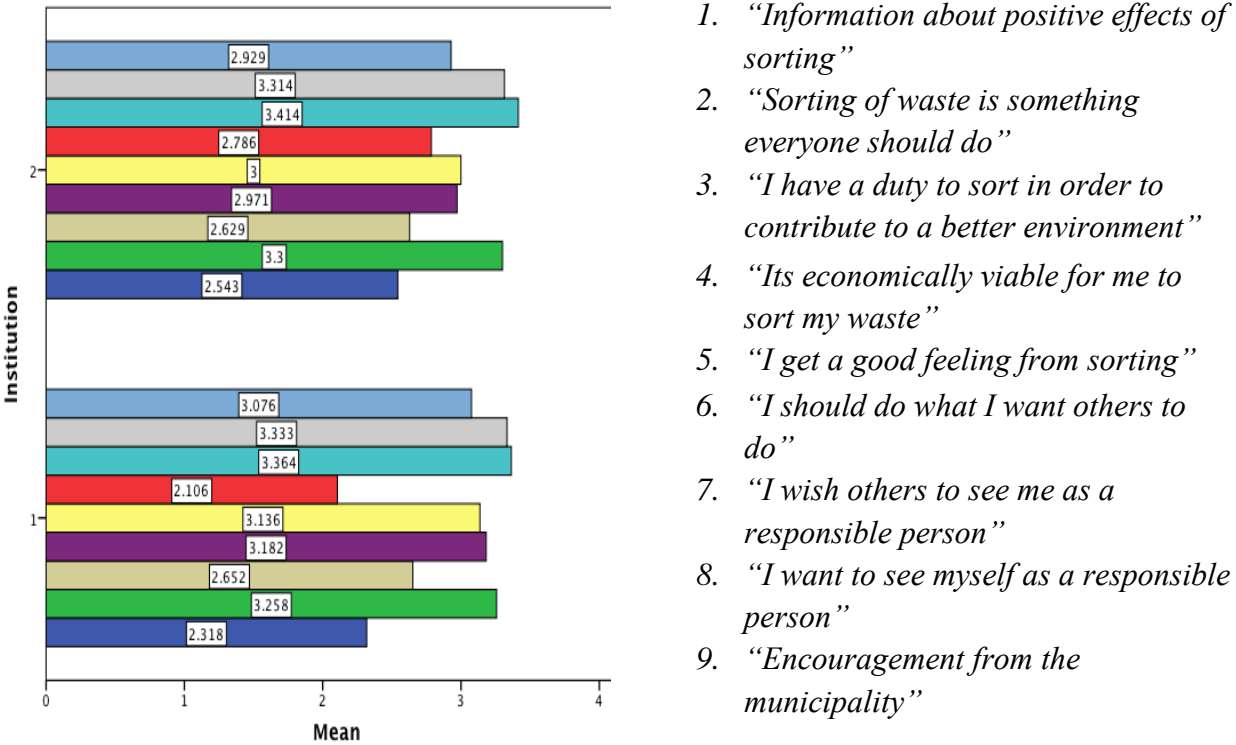 2.929
3.314
3.414
2.786
2
3
2.971
2.629
3.3
2.543
Institution
3.076
3.333
3.364
2.106
1
3.136
3.182
2.652
3.258
2.318
0 1 2 3 4
Mean
1. “Information about positive effects of
sorting”
2. “Sorting of waste is something
everyone should do”
3. “I have a duty to sort in order to
contribute to a better environment”
4. “Its economically viable for me to
sort my waste”
5. “I get a good feeling from sorting”
6. “I should do what I want others to
do”
7. “I wish others to see me as a
responsible person”
8. “I want to see myself as a responsible
person”
9. “Encouragement from the
municipality”